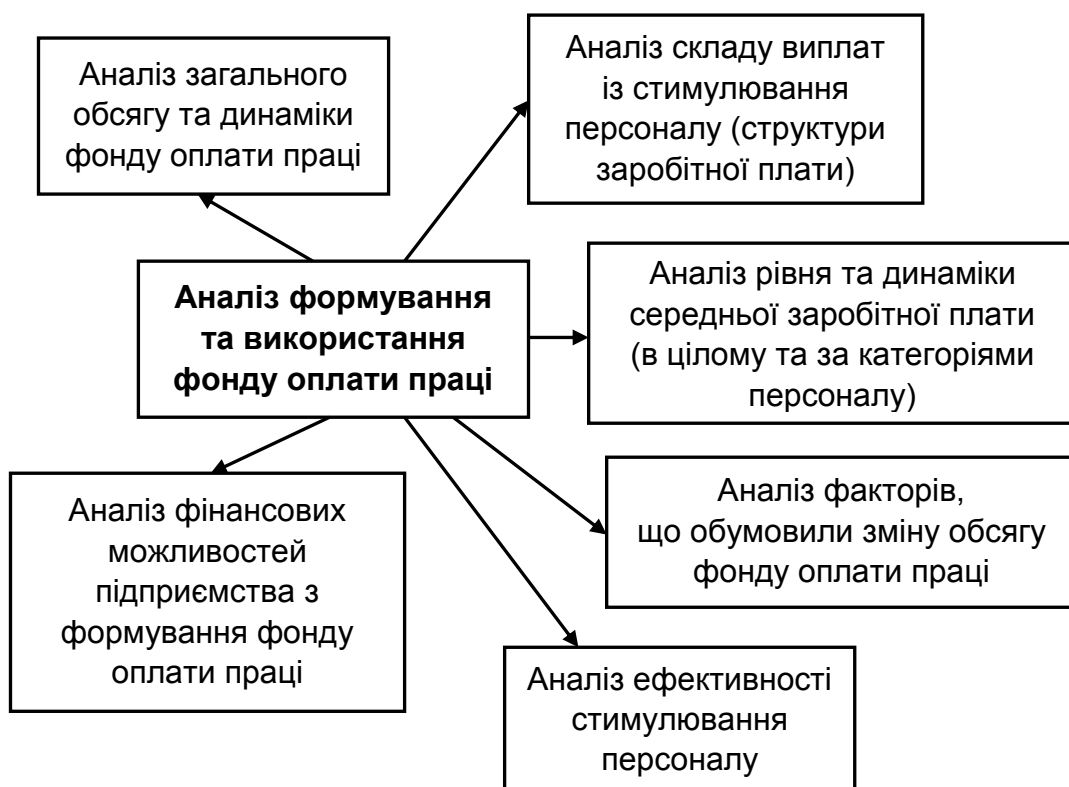 Аналіз загального
обсягу та динаміки
фонду оплати праці
Аналіз складу виплат
із стимулювання
персоналу (структури
заробітної плати)
Аналіз формування
та використання
фонду оплати праці
Аналіз рівня та динаміки
середньої заробітної плати
(в цілому та за категоріями
персоналу)
Аналіз фінансових
можливостей
підприємства з
формування фонду
оплати праці
Аналіз факторів,
що обумовили зміну обсягу
фонду оплати праці
Аналіз ефективності
стимулювання
персоналу